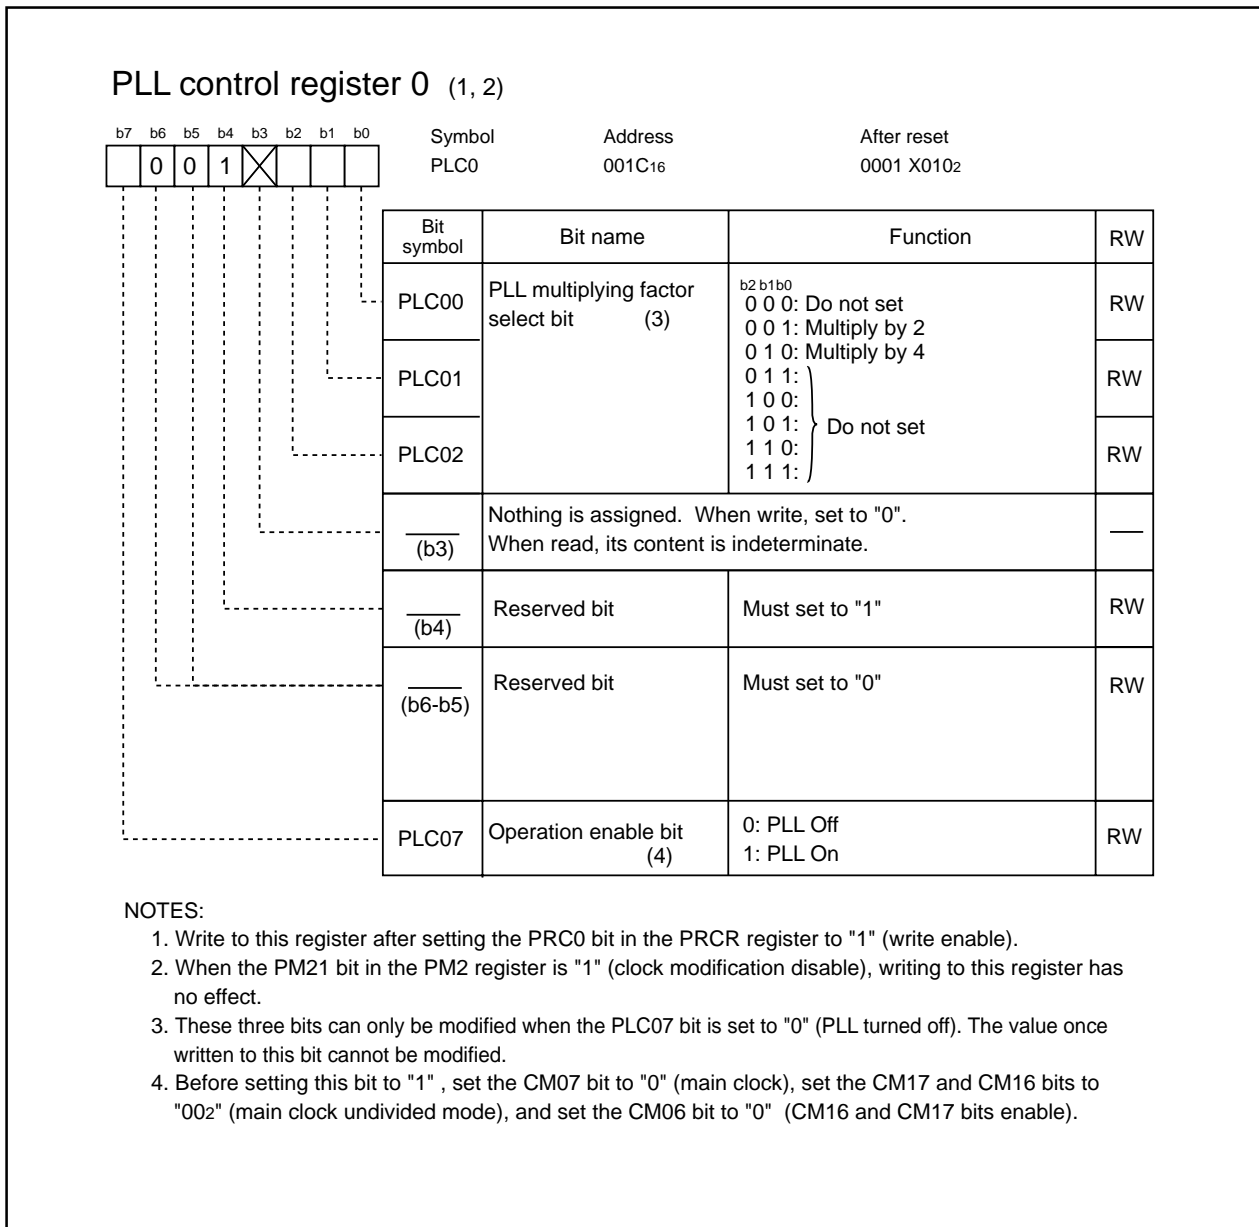 PLL control register 0 (1, 2)
b7 b6 b5 b4 b3 b2 b1 b0
Symbol Address After reset
0 0 1
PLC0 001C16 0001 X0102
Bit symbol Bit name Function RW
PLC00 PLL multiplying factor select bit (3) RW
b2 b1 b0
0 0 0: Do not set
0 0 1: Multiply by 2
0 1 0: Multiply by 4
PLC01 RW
0 1 1:
1 0 0:
1 0 1: Do not set
1 1 0:
1 1 1:
PLC02 RW
(b3) Nothing is assigned. When write, set to "0".
When read, its content is indeterminate.
(b4) Reserved bit Must set to "1" RW
(b6-b5) Reserved bit Must set to "0" RW
PLC07 Operation enable bit (4) RW
0: PLL Off
1: PLL On
NOTES:
1. Write to this register after setting the PRC0 bit in the PRCR register to "1" (write enable).
2. When the PM21 bit in the PM2 register is "1" (clock modification disable), writing to this register has
no effect.
3. These three bits can only be modified when the PLC07 bit is set to "0" (PLL turned off). The value once
written to this bit cannot be modified.
4. Before setting this bit to "1" , set the CM07 bit to "0" (main clock), set the CM17 and CM16 bits to
"002" (main clock undivided mode), and set the CM06 bit to "0" (CM16 and CM17 bits enable).